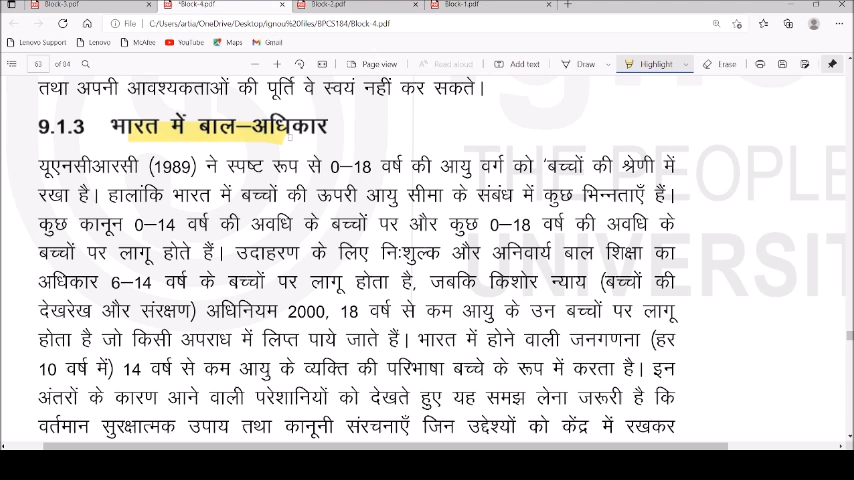 Block-3.pdf
*Block-4.pdf
Block-2.pdf
Block-1.pdf
File C:/Users/artia/OneDrive/Desktop/ignou%20files/BPCS184/Block-4.pdf
Lenovo Support Lenovo McAfee YouTube Maps Gmail
63 of 84 Page view Read aloud Add text Draw Highlight Erase
तथा अपनी आवश्यकताओं की पूर्ति वे स्वयं नहीं कर सकते।
9.1.3 भारत में बाल–अधिकार
यूएनसीआरसी (1989) ने स्पष्ट रूप से 0–18 वर्ष की आयु वर्ग को 'बच्चों की श्रेणी में
रखा है। हालांकि भारत में बच्चों की ऊपरी आयु सीमा के संबंध में कुछ भिन्नताएँ हैं।
कुछ कानून 0–14 वर्ष की अवधि के बच्चों पर और कुछ 0–18 वर्ष की अवधि के
बच्चों पर लागू होते हैं। उदाहरण के लिए निःशुल्क और अनिवार्य बाल शिक्षा का
अधिकार 6–14 वर्ष के बच्चों पर लागू होता है, जबकि किशोर न्याय (बच्चों की
देखरेख और संरक्षण) अधिनियम 2000, 18 वर्ष से कम आयु के उन बच्चों पर लागू
होता है जो किसी अपराध में लिप्त पाये जाते हैं। भारत में होने वाली जनगणना (हर
10 वर्ष में) 14 वर्ष से कम आयु के व्यक्ति की परिभाषा बच्चे के रूप में करता है। इन
अंतरों के कारण आने वाली परेशानियों को देखते हुए यह समझ लेना जरूरी है कि
वर्तमान सुरक्षात्मक उपाय तथा कानूनी संरचनाएँ जिन उद्देश्यों को केंद्र में रखकर
THE PEOPLE
UNIVERSIT